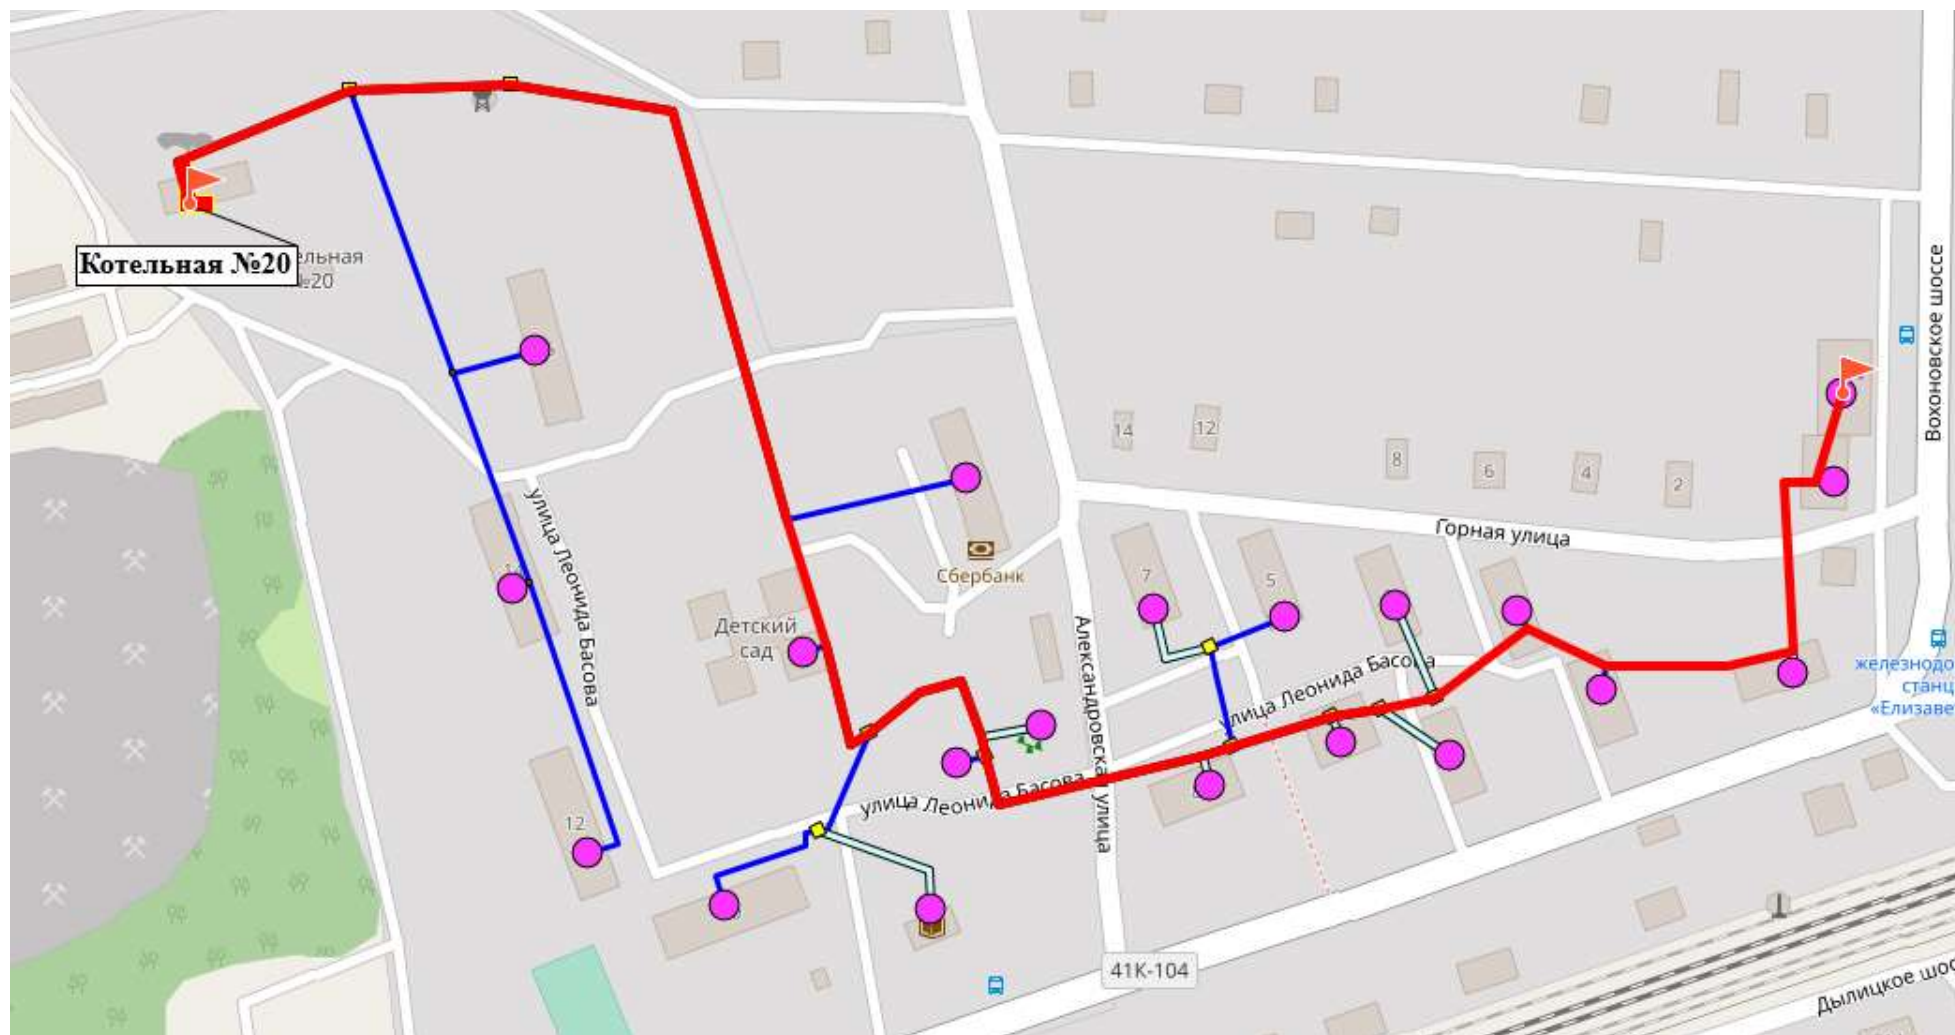 Котельная №20
ельная
№20
Вохоновское шоссе
14
12
8
6
4
2
Горная улица
улица Леонида Басова
Сбербанк
7
5
Детский
сад
Александровская улица
улица Леонида Басова
железнодо
станц
«Елизаве
улица Леонида Басова
12
41К-104
Дылицкое шос